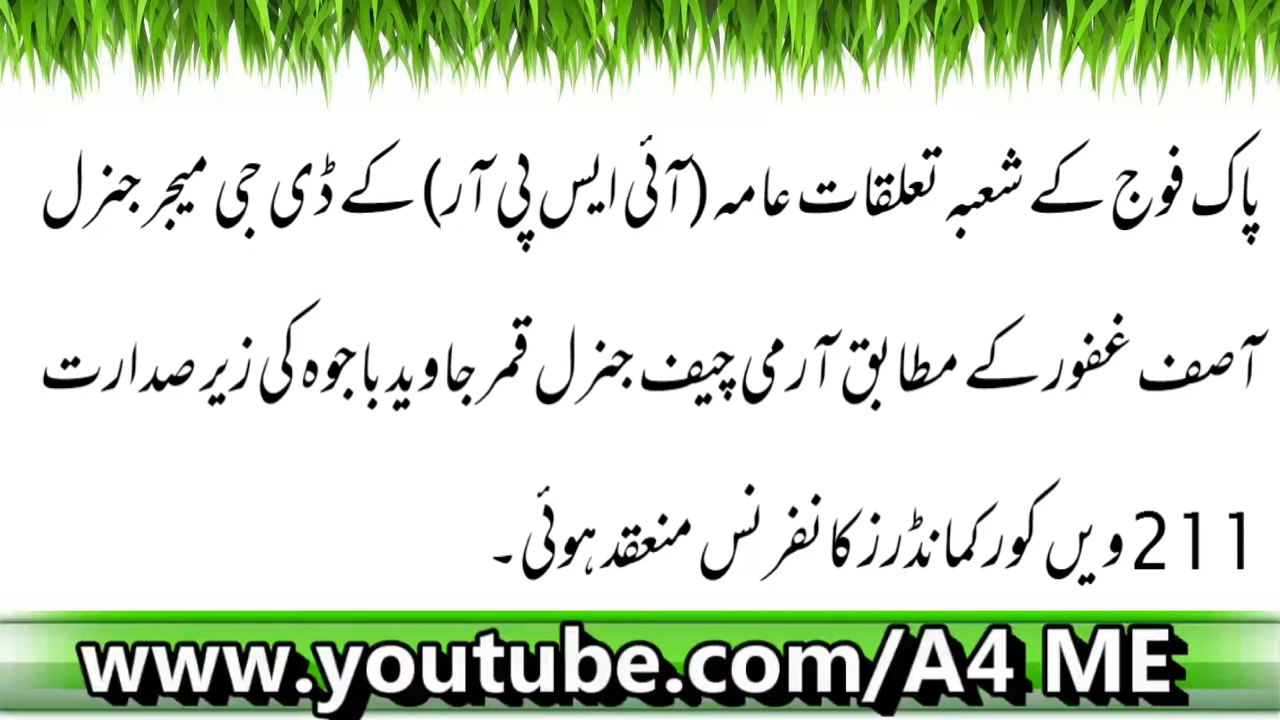 پاک فوج کے شعبہ تعلقات عامہ (آئی ایس پی آر) کے ڈی جی میجر جنرل
آصف غفور کے مطابق آرمی چیف جنرل قمر جاوید باجوہ کی زیر صدارت
211 ویں کور کمانڈرز کانفرنس منعقد ہوئی۔
www.youtube.com/A4 ME